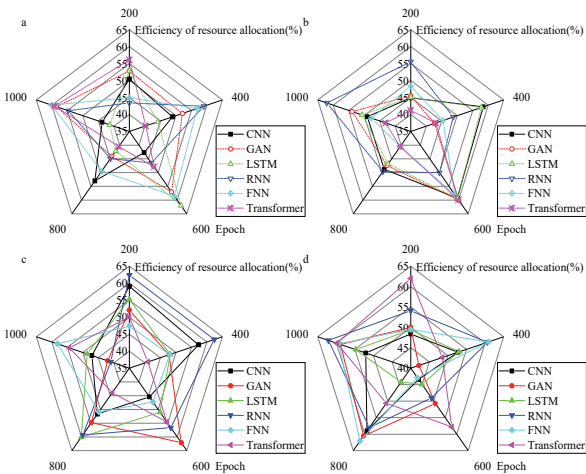 a
200
Efficiency of resource allocation(%)
65
60
55
50
45
40
35
1000
400
800
600
Epoch
CNN
GAN
LSTM
RNN
FNN
Transformer
b
200
Efficiency of resource allocation(%)
65
60
55
50
45
40
35
1000
400
800
600
Epoch
CNN
GAN
LSTM
RNN
FNN
Transformer
c
200
Efficiency of resource allocation(%)
65
60
55
50
45
40
35
1000
400
800
600
Epoch
CNN
GAN
LSTM
RNN
FNN
Transformer
d
200
Efficiency of resource allocation(%)
65
60
55
50
45
40
1000
400
800
600
Epoch
CNN
GAN
LSTM
RNN
FNN
Transformer